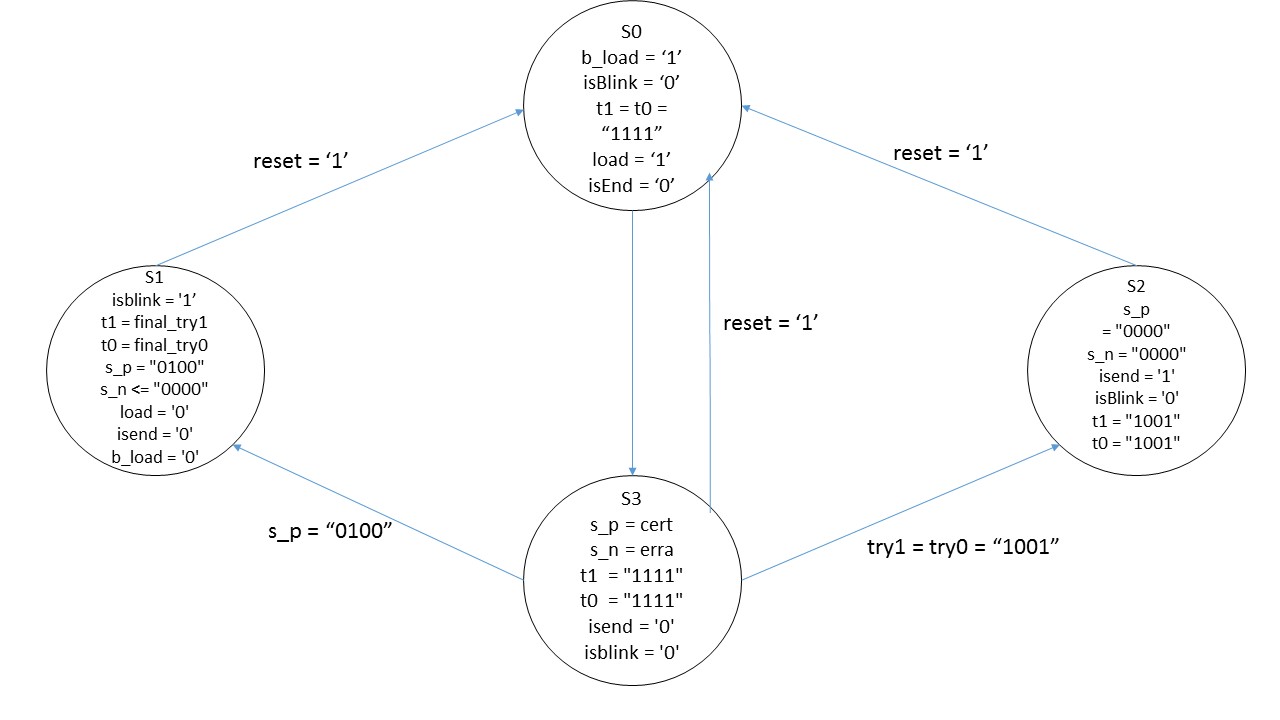 S0
b_load = ‘1’
isBlink = ‘0’
t1 = t0 =
“1111”
load = ‘1’
isEnd = ‘0’
reset = ‘1’
reset = ‘1’
S1
isblink = '1’
t1 = final_try1
t0 = final_try0
s_p = "0100"
s_n <= "0000"
load = '0'
isend = '0'
b_load = '0'
reset = ‘1’
S2
s_p
= "0000"
s_n = "0000"
isend = '1'
isBlink = '0'
t1 = "1001"
t0 = "1001"
s_p = “0100”
S3
s_p = cert
s_n = erra
t1  = "1111"
t0  = "1111"
isend = '0'
isblink = '0'
try1 = try0 = “1001”